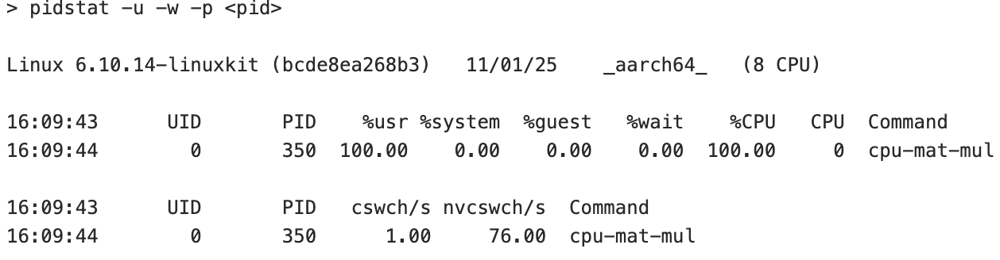 > pidstat -u -w -p <pid>
Linux 6.10.14-linuxkit (bcde8ea268b3) 11/01/25 _aarch64_ (8 CPU)
16:09:43 UID PID %usr %system %guest %wait %CPU CPU Command
16:09:44 0 350 100.00 0.00 0.00 0.00 100.00 0 cpu-mat-mul
16:09:43 UID PID cswch/s nvcswch/s Command
16:09:44 0 350 1.00 76.00 cpu-mat-mul